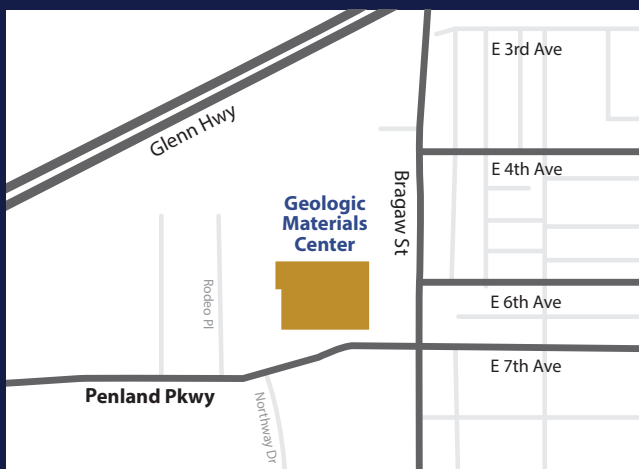 E 3rd Ave
Glenn Hwy
E 4th Ave
Bragaw St
Geologic
Materials
Center
Rodeo Pl
E 6th Ave
E 7th Ave
Penland Pkwy
Northway Dr